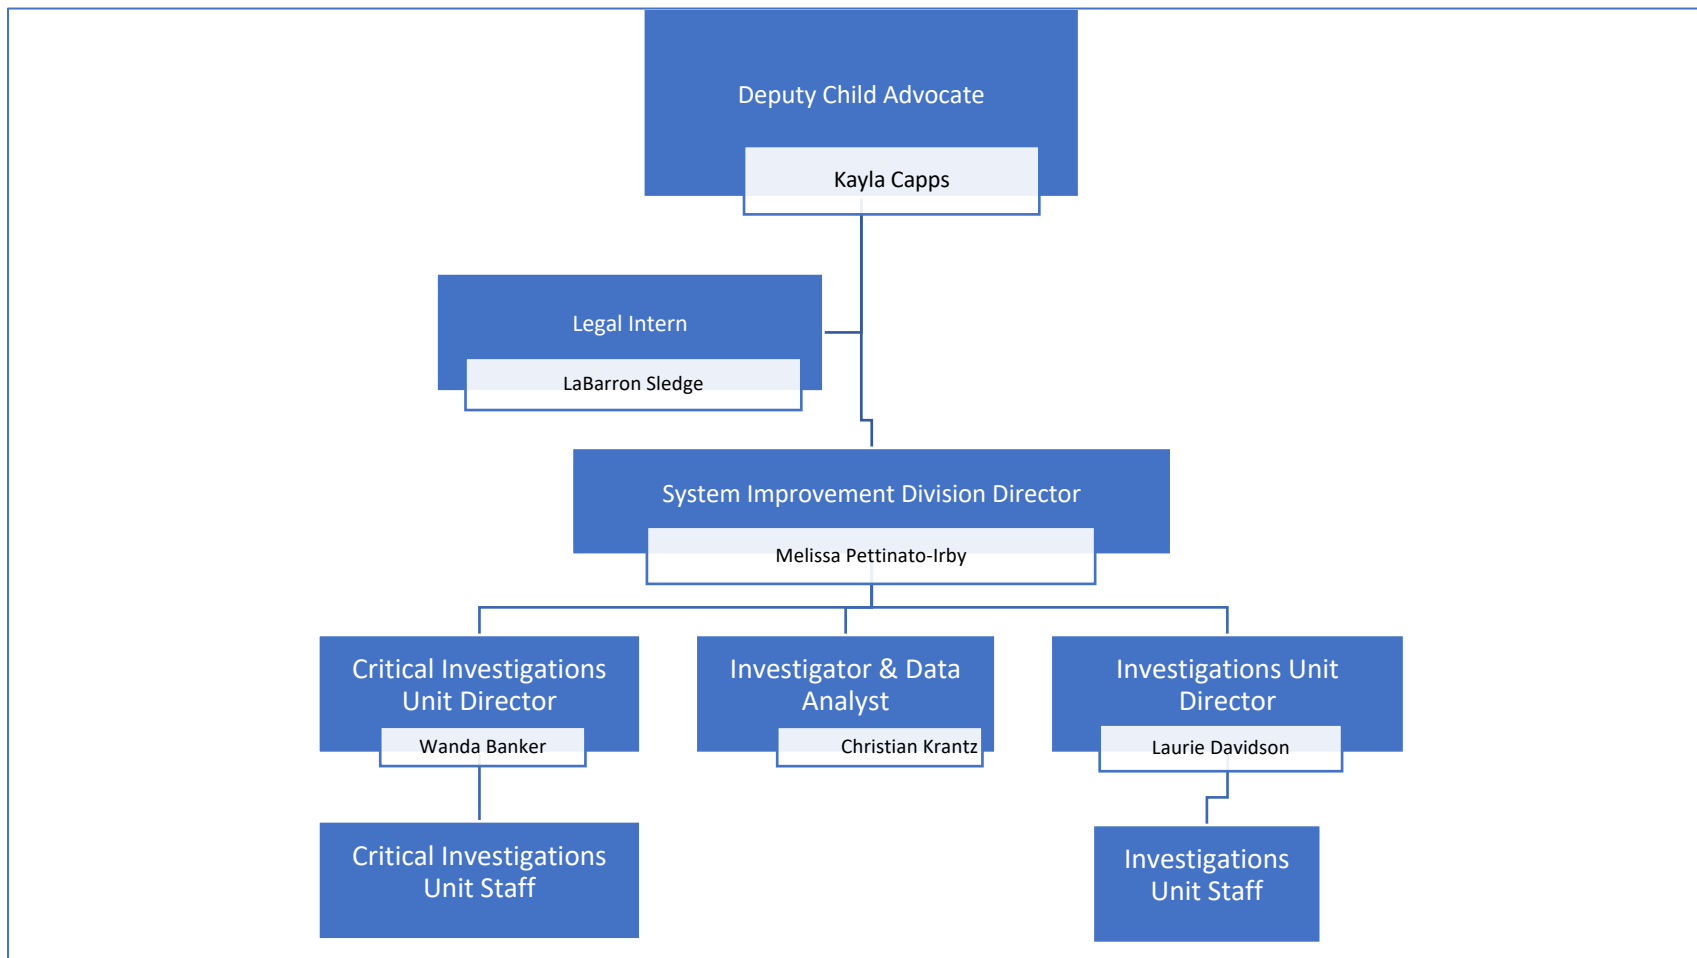 Deputy Child Advocate
Kayla Capps
Legal Intern
LaBarron Sledge
System Improvement Division Director
Melissa Pettinato-Irby
Critical Investigations
Unit Director
Wanda Banker
Investigator & Data
Analyst
Christian Krantz
Investigations Unit
Director
Laurie Davidson
Critical Investigations
Unit Staff
Investigations
Unit Staff